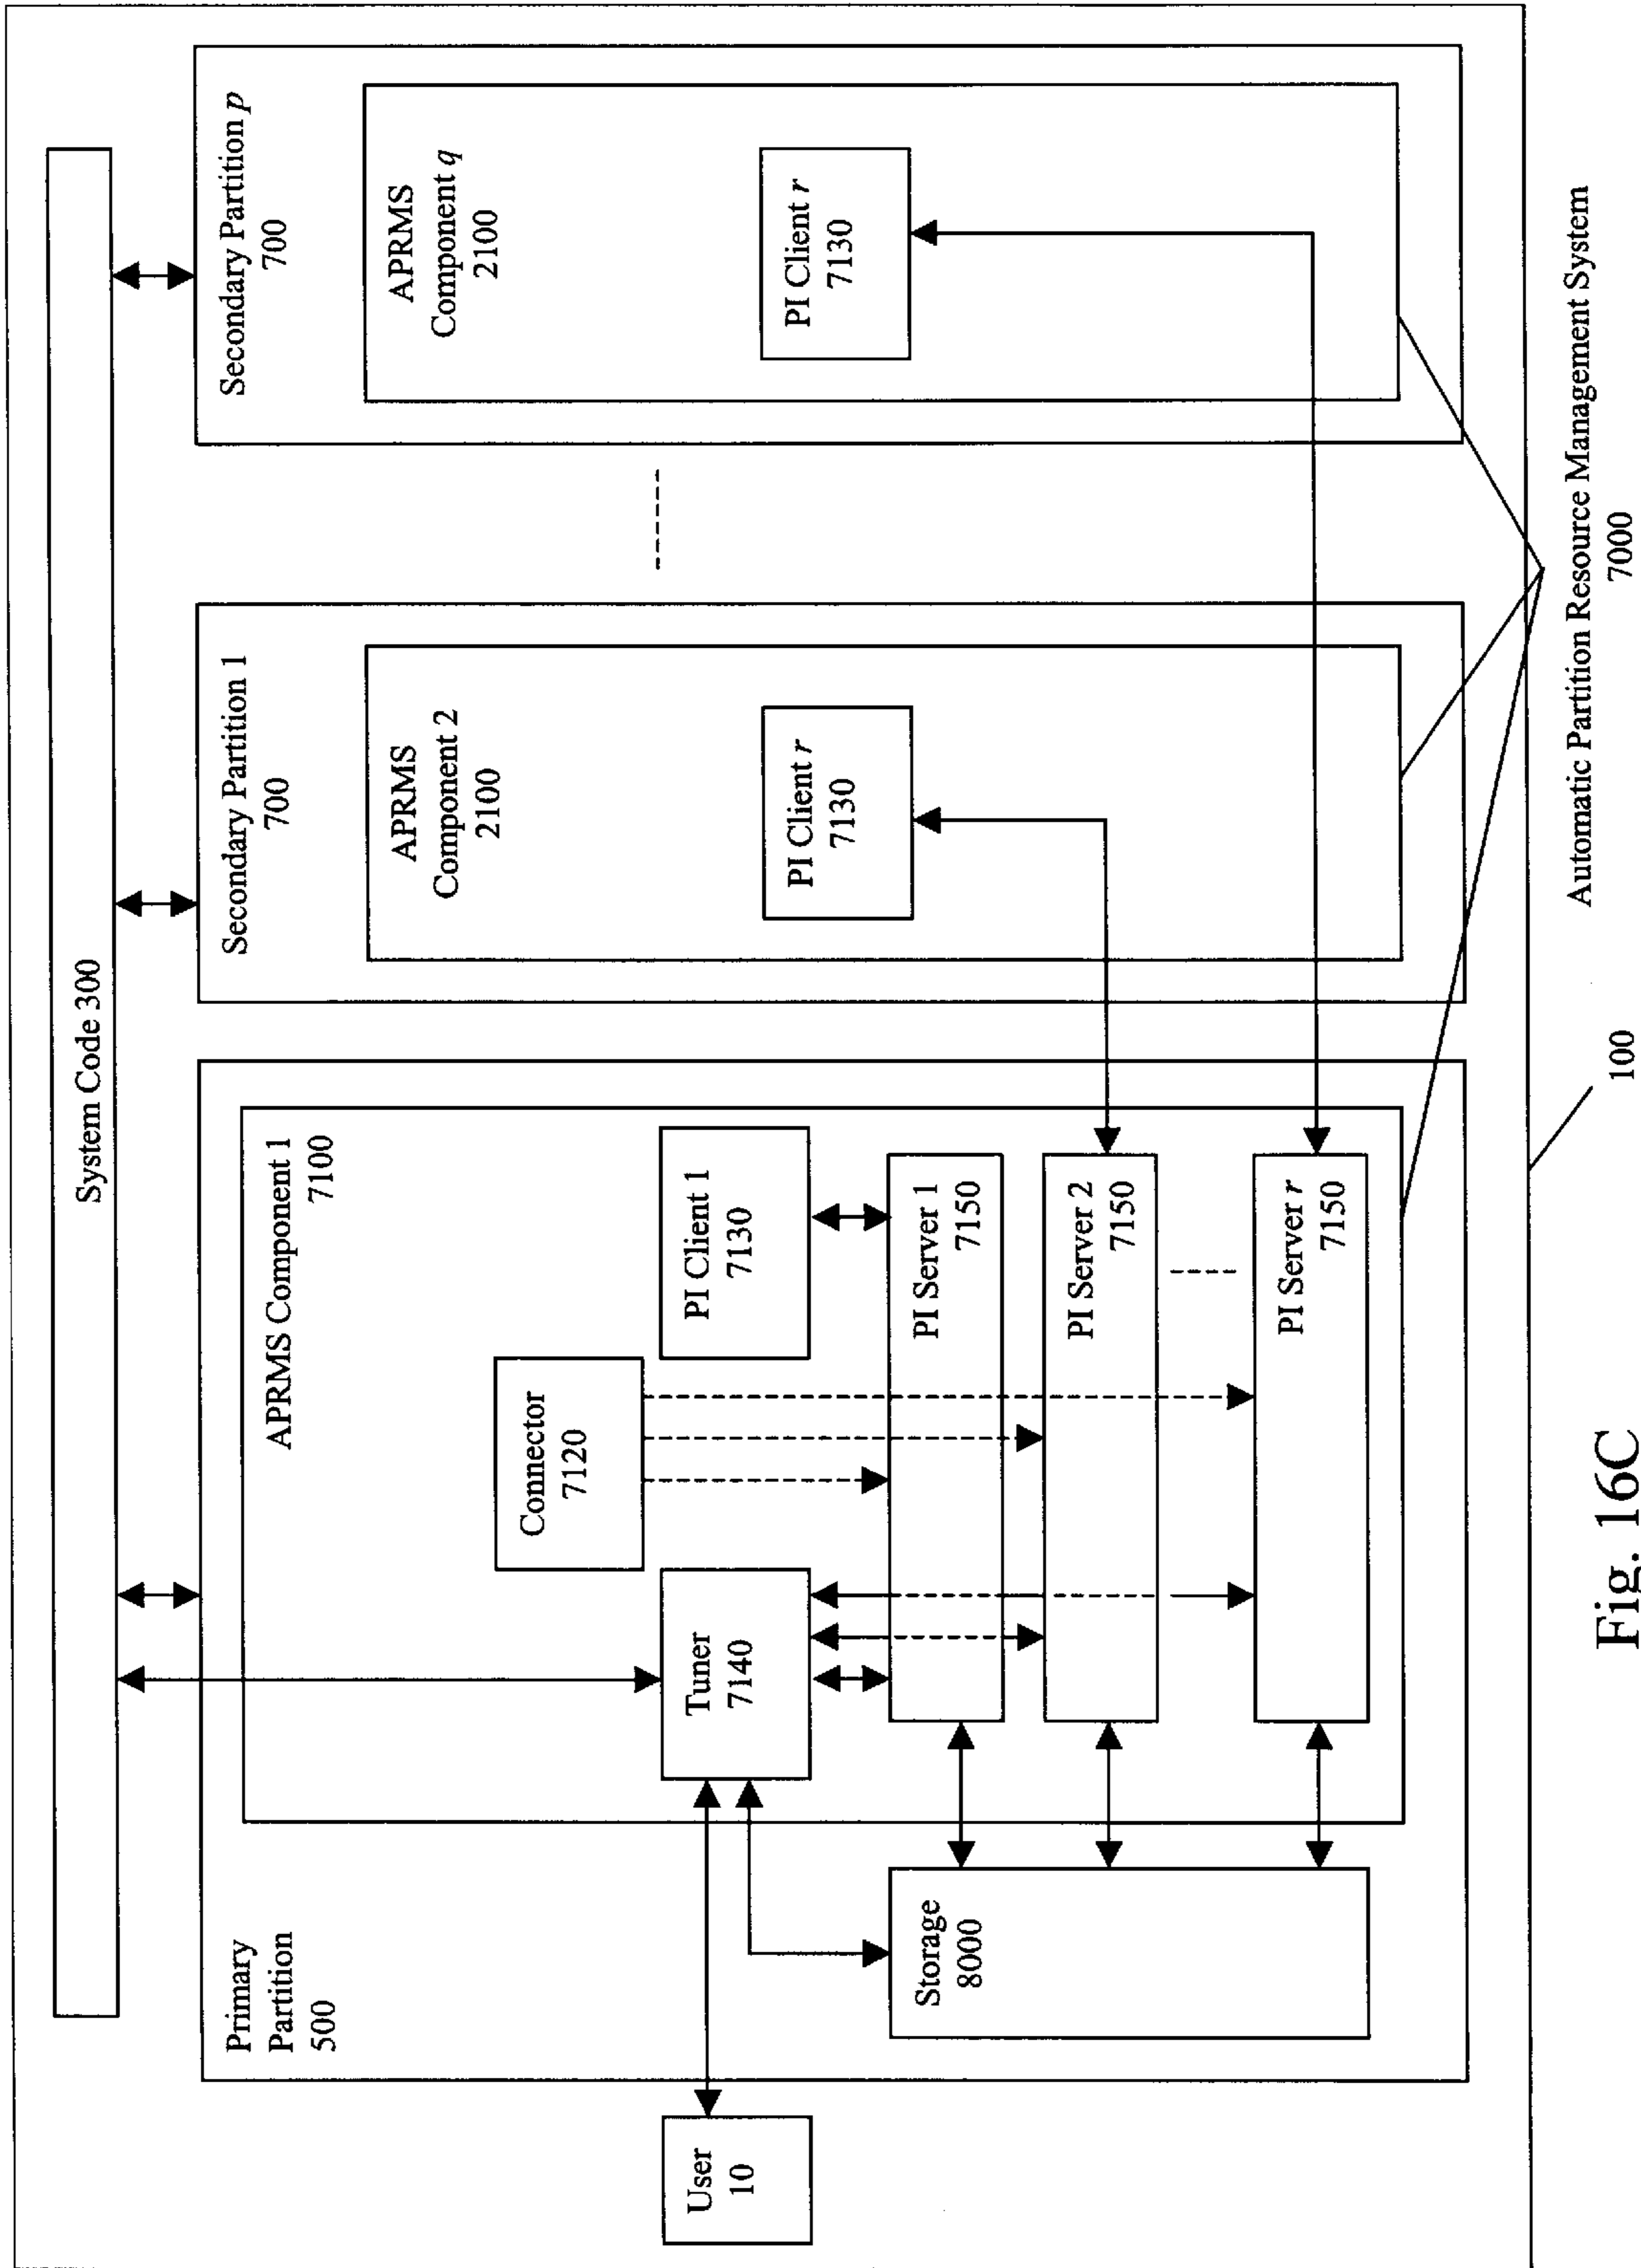 System Code 300
Primary
Partition
500
APRMS Component 1
7100
Connector
7120
Tuner
7140
PI Client 1
7130
PI Server 1
7150
PI Server 2
7150
PI Server r
7150
Storage
8000
User
10
Secondary Partition 1
700
APRMS
Component 2
2100
PI Client r
7130
Secondary Partition p
700
APRMS
Component q
2100
PI Client r
7130
100
Automatic Partition Resource Management System
7000
Fig. 16C